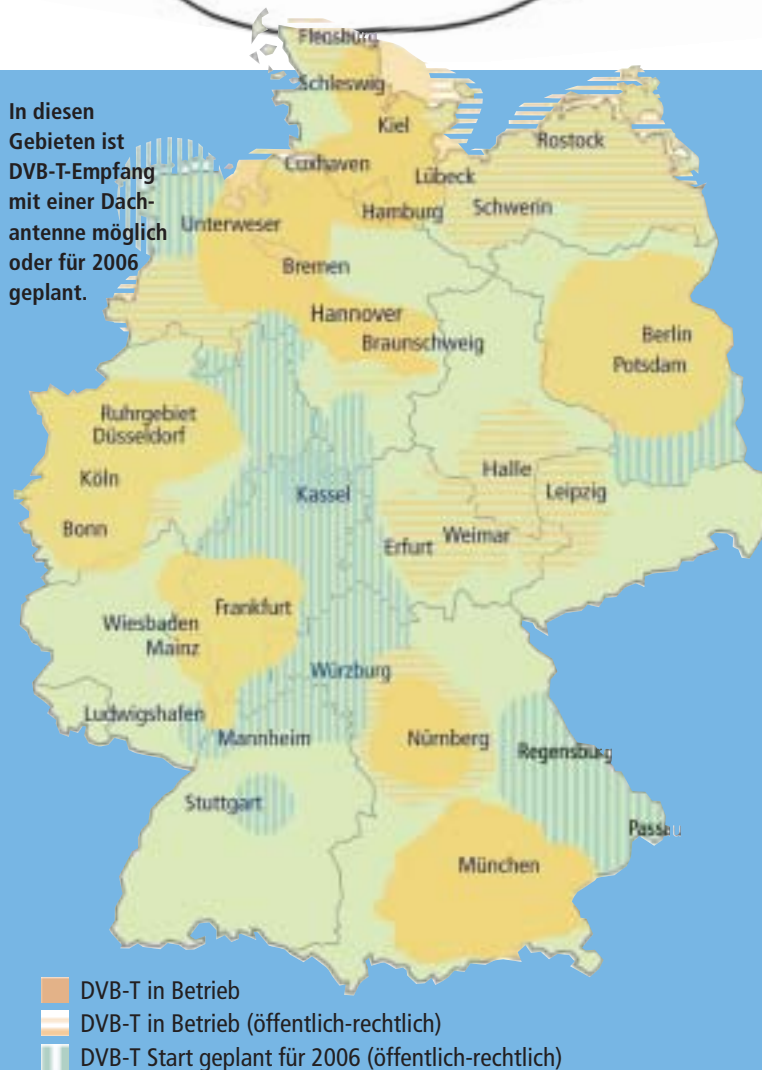 Flensburg
Schleswig
In diesen
Gebieten ist
DVB-T-Empfang
mit einer Dach-
antenne möglich
oder für 2006
geplant.
Kiel
Rostock
Cuxhaven
Lübeck
Hamburg
Schwerin
Unterweser
Bremen
Hannover
Braunschweig
Berlin
Potsdam
Ruhrgebiet
Düsseldorf
Köln
Bonn
Kassel
Halle
Leipzig
Erfurt
Weimar
Frankfurt
Wiesbaden
Mainz
Würzburg
Ludwigshafen
Mannheim
Nürnberg
Regensburg
Stuttgart
Passau
München
DVB-T in Betrieb
DVB-T in Betrieb (öffentlich-rechtlich)
DVB-T Start geplant für 2006 (öffentlich-rechtlich)